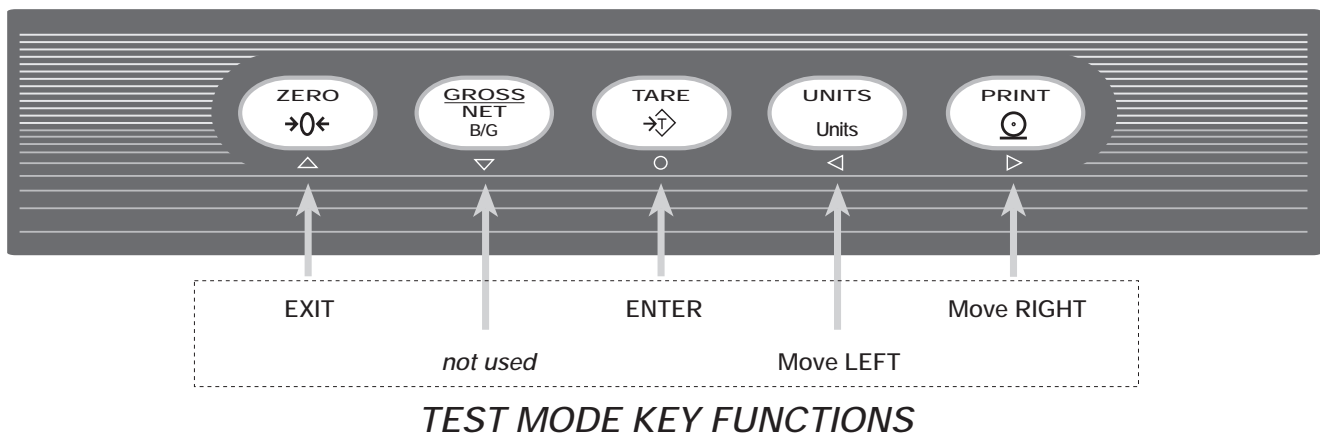 ZERO
→0←
GROSS
NET
B/G
TARE
T
UNITS
Units
PRINT
EXIT
ENTER
Move RIGHT
not used
Move LEFT
TEST MODE KEY FUNCTIONS